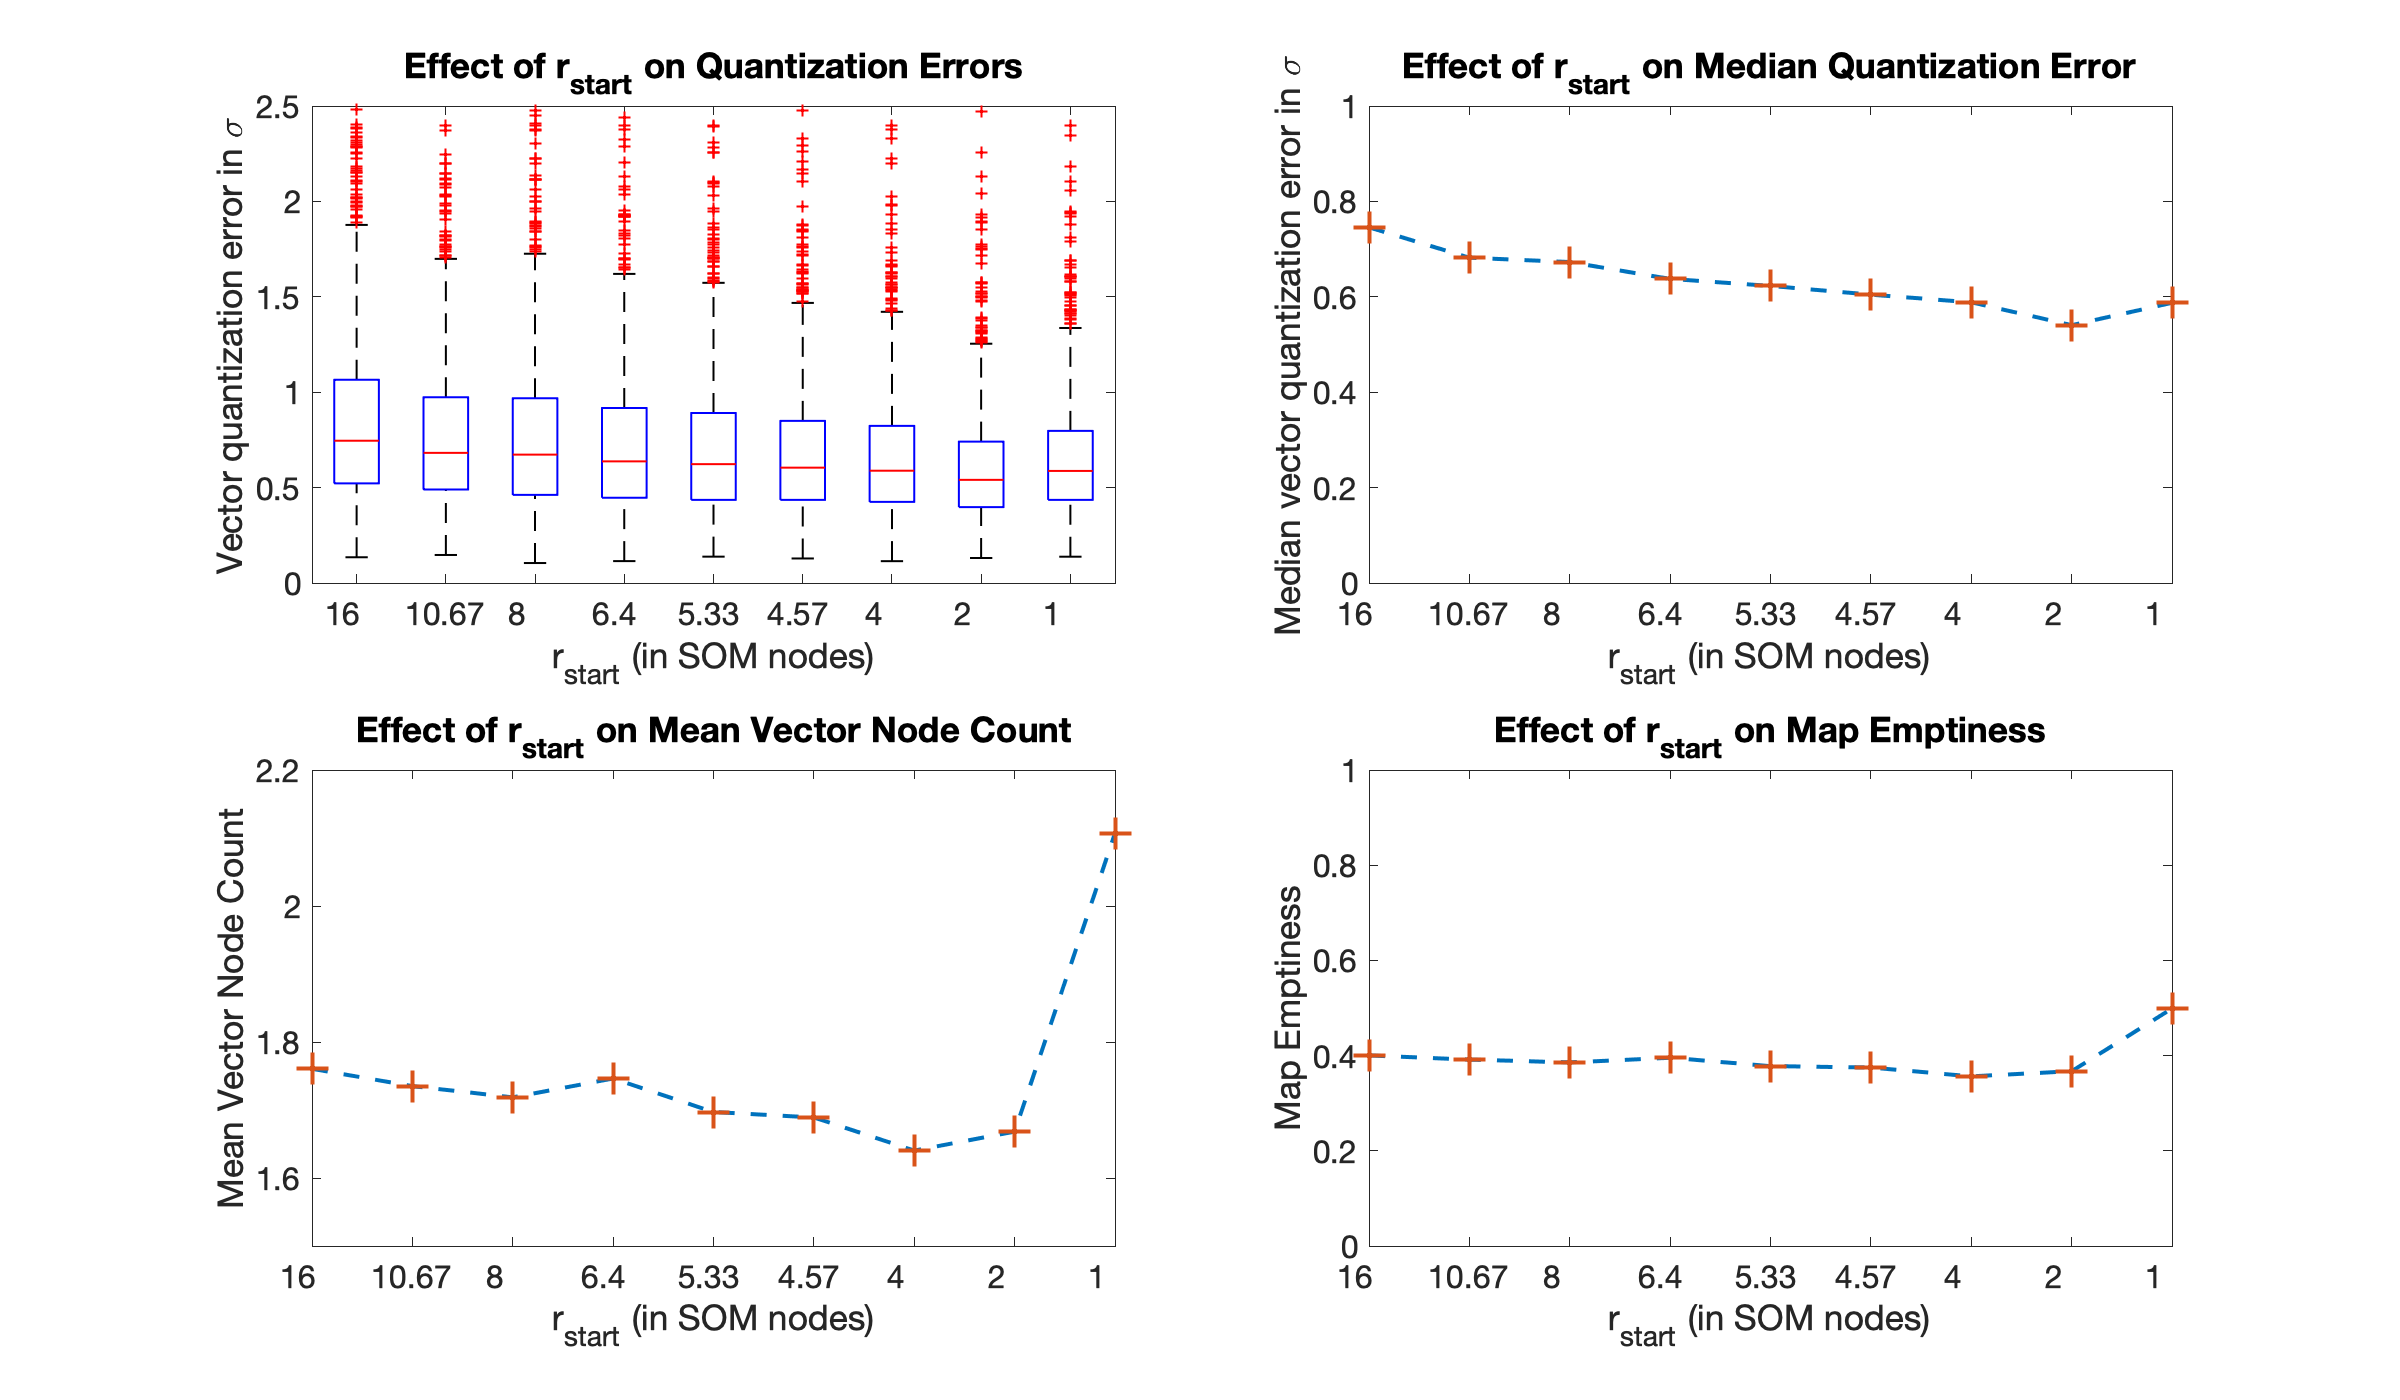 Effect of r_start on Quantization Errors
Vector quantization error in σ
2.5
2
1.5
1
0.5
0
16 10.67 8 6.4 5.33 4.57 4 2 1
r_start (in SOM nodes)
Effect of r_start on Median Quantization Error
Median vector quantization error in σ
1
0.8
0.6
0.4
0.2
0
16 10.67 8 6.4 5.33 4.57 4 2 1
r_start (in SOM nodes)
Effect of r_start on Mean Vector Node Count
Mean Vector Node Count
2.2
2
1.8
1.6
16 10.67 8 6.4 5.33 4.57 4 2 1
r_start (in SOM nodes)
Effect of r_start on Map Emptiness
Map Emptiness
1
0.8
0.6
0.4
0.2
0
16 10.67 8 6.4 5.33 4.57 4 2 1
r_start (in SOM nodes)